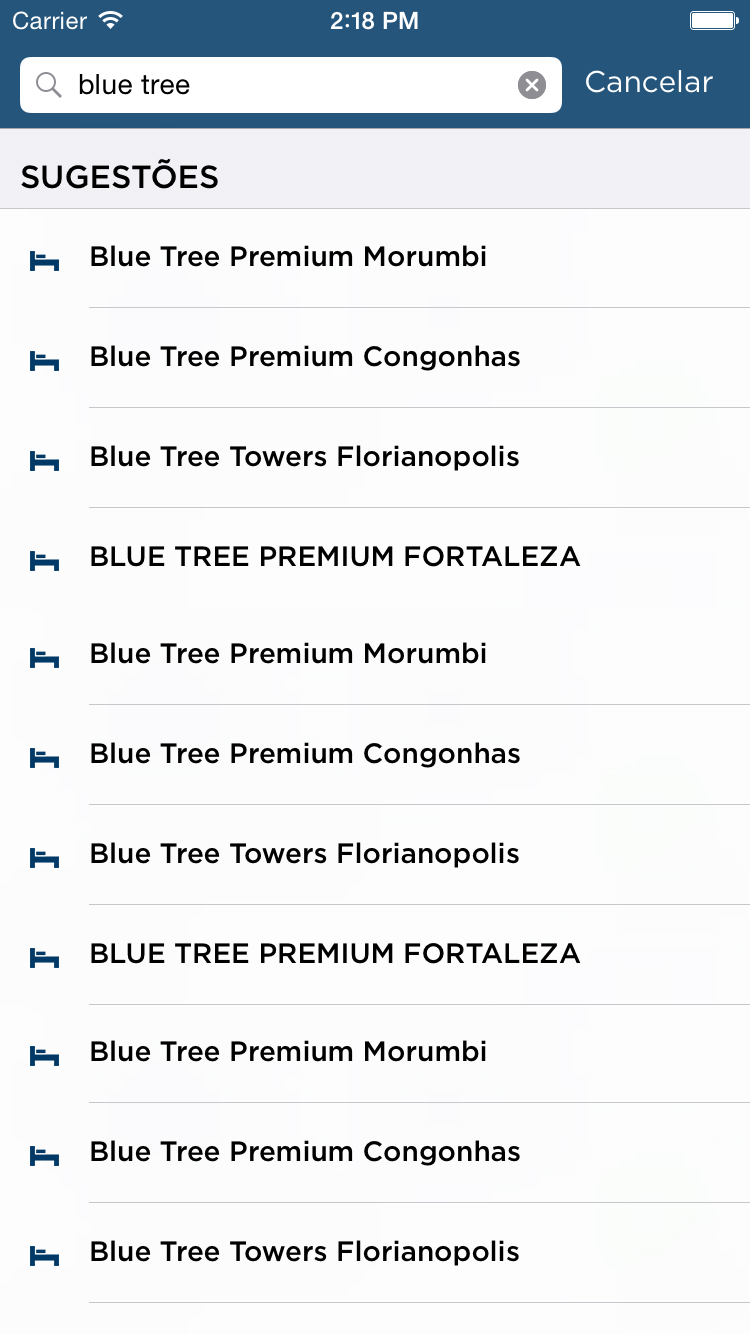 Carrier 2:18 PM
blue tree Cancelar
SUGESTÕES
Blue Tree Premium Morumbi
Blue Tree Premium Congonhas
Blue Tree Towers Florianopolis
BLUE TREE PREMIUM FORTALEZA
Blue Tree Premium Morumbi
Blue Tree Premium Congonhas
Blue Tree Towers Florianopolis
BLUE TREE PREMIUM FORTALEZA
Blue Tree Premium Morumbi
Blue Tree Premium Congonhas
Blue Tree Towers Florianopolis